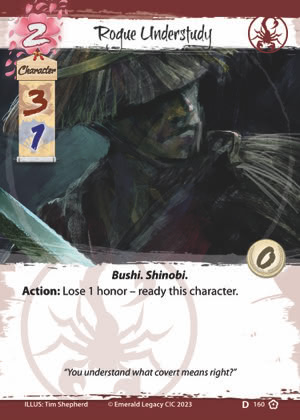 2
Rogue Understudy
Character
3
1
0
Bushi. Shinobi.
Action: Lose 1 honor – ready this character.
“You understand what covert means right?”
ILLUS: Tim Shepherd © Emerald Legacy CIC 2023 D 160